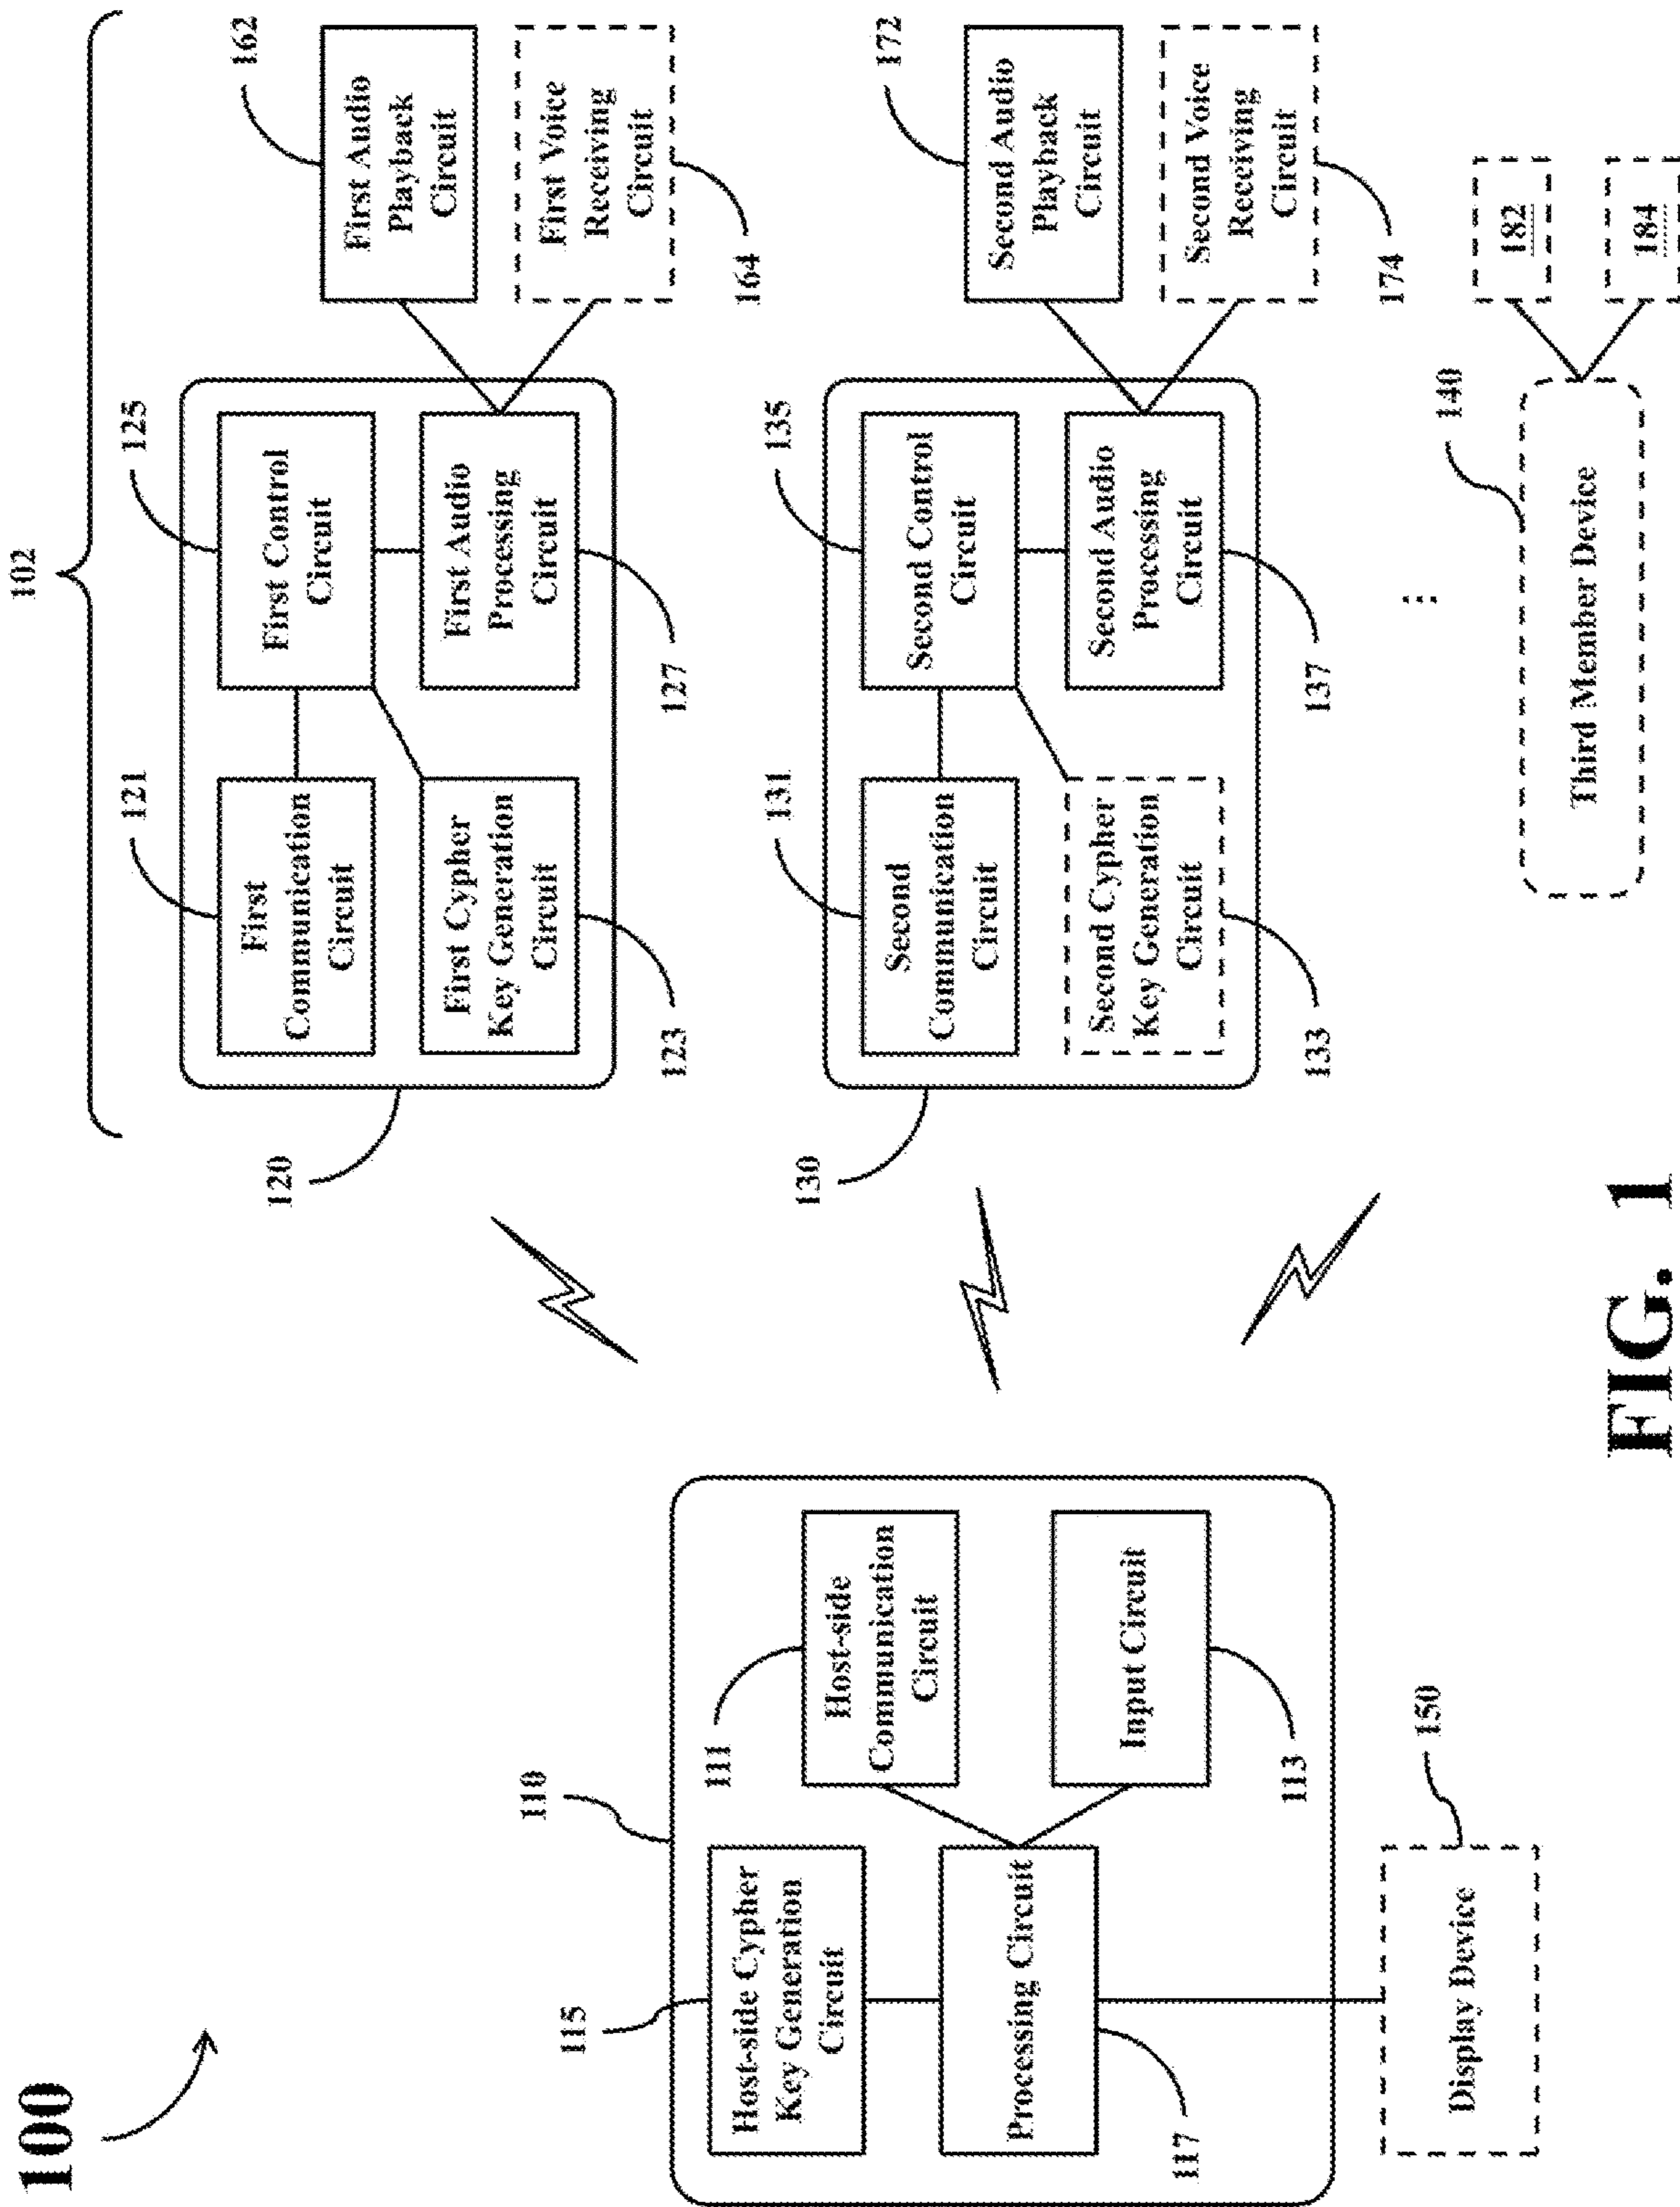 100
102
110
115
Host-side Cypher
Key Generation
Circuit
111
Host-side
Communication
Circuit
Processing Circuit
117
Input Circuit
113
Display Device
150
120
121
First
Communication
Circuit
125
First Control
Circuit
First Cypher
Key Generation
Circuit
123
First Audio
Processing
Circuit
127
162
First Audio
Playback
Circuit
First Voice
Receiving
Circuit
164
130
131
Second
Communication
Circuit
135
Second Control
Circuit
Second Cypher
Key Generation
Circuit
133
Second Audio
Processing
Circuit
137
172
Second Audio
Playback
Circuit
Second Voice
Receiving
Circuit
174
...
140
Third Member Device
182
184
FIG. 1